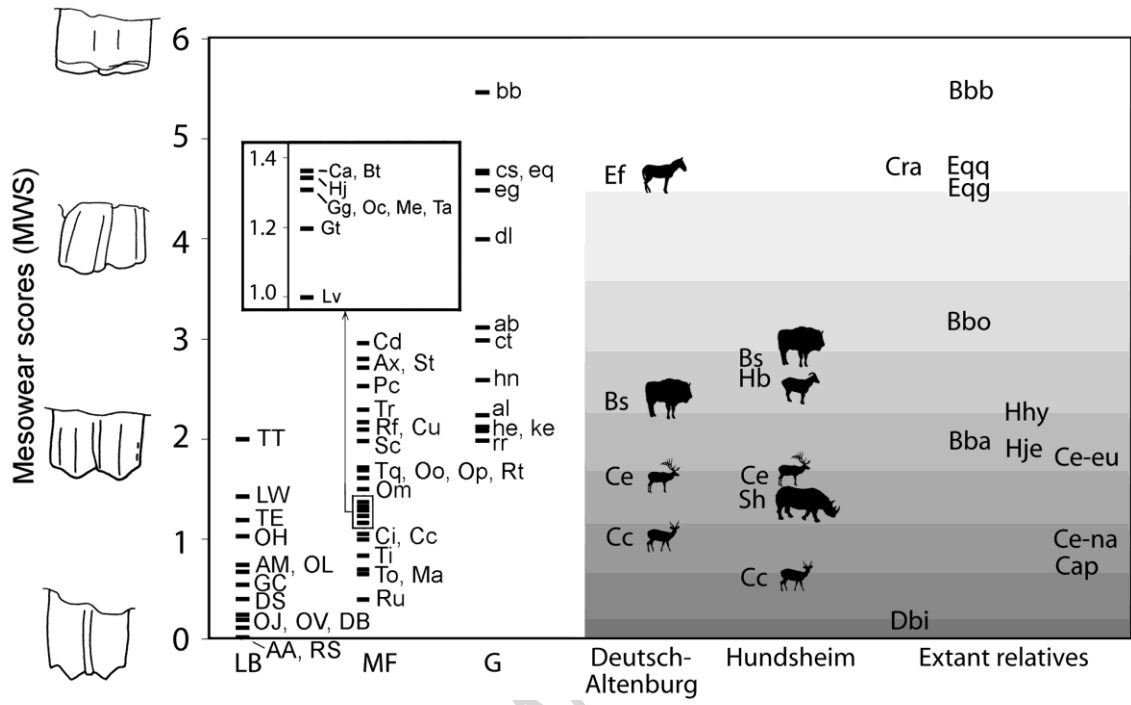 Mesowear scores (MWS)
6
5
4
3
2
1
0
1.4
1.2
1.0
Ca, Bt
Hj
Gg, Oc, Me, Ta
Gt
Lv
TT
LW
TE
OH
AM, OL
GC
DS
OJ, OV, DB
AA, RS
Cd
Ax, St
Pc
Tr
Rf, Cu
Sc
Tq, Oo, Op, Rt
Om
Ci, Cc
Ti
To, Ma
Ru
bb
cs, eq
eg
dl
ab
ct
hn
al
he, ke
rr
Ef
Bs
Ce
Cc
Bs
Hb
Ce
Sh
Cc
Bbb
Cra
Eqq
Eqg
Bbo
Hhy
Bba
Hje
Ce-eu
Ce-na
Cap
Dbi
LB
MF
G
Deutsch-
Altenburg
Hundsheim
Extant relatives